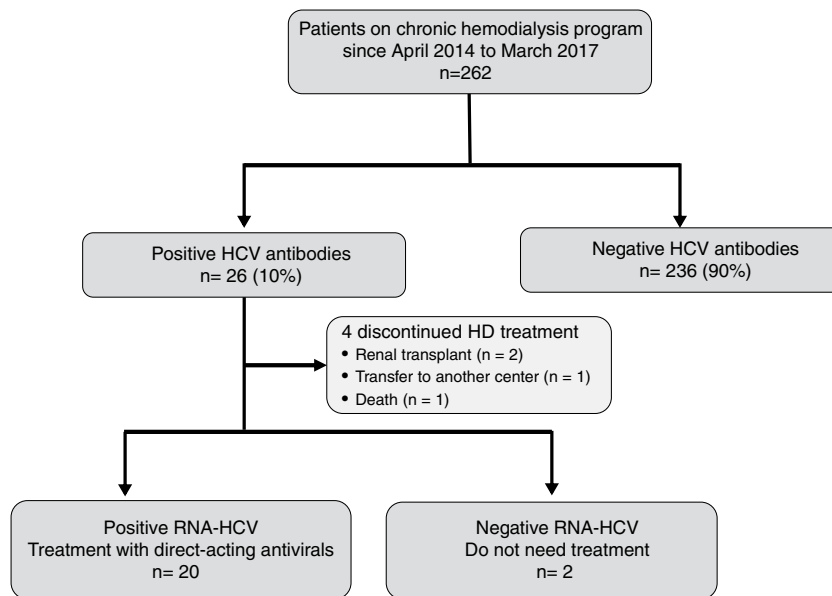 Patients on chronic hemodialysis program
since April 2014 to March 2017
n=262
Positive HCV antibodies
n= 26 (10%)
Negative HCV antibodies
n= 236 (90%)
4 discontinued HD treatment
• Renal transplant (n = 2)
• Transfer to another center (n = 1)
• Death (n = 1)
Positive RNA-HCV
Treatment with direct-acting antivirals
n= 20
Negative RNA-HCV
Do not need treatment
n= 2